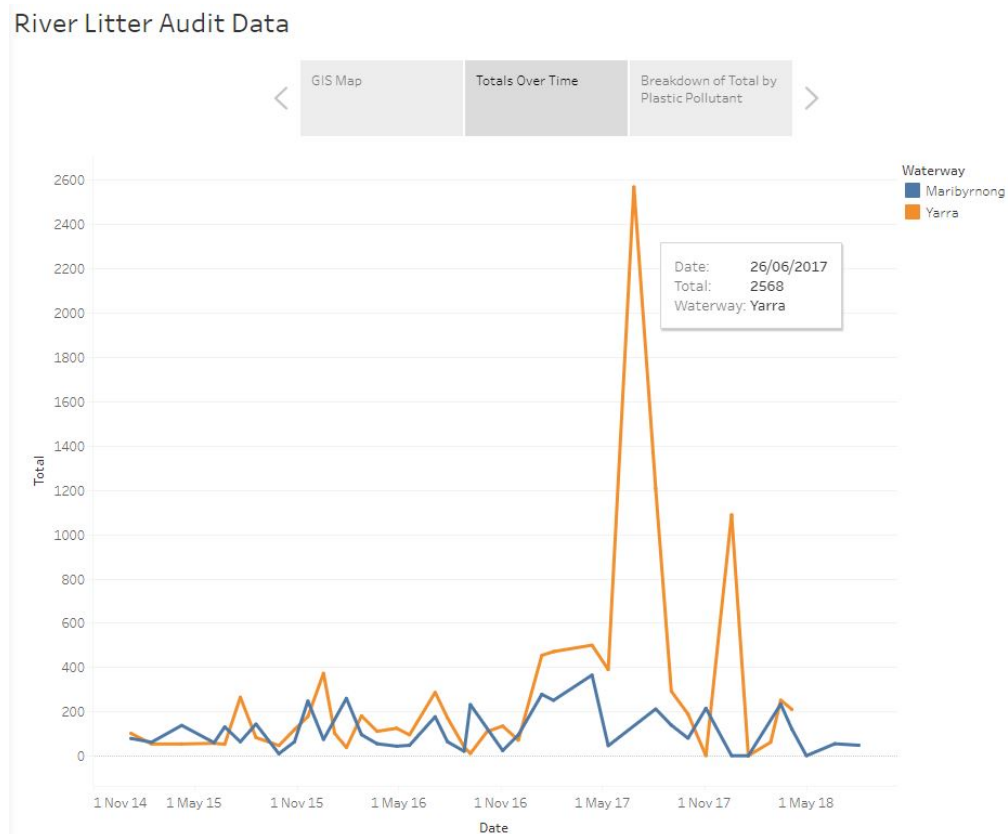 River Litter Audit Data
GIS Map
Totals Over Time
Breakdown of Total by
Plastic Pollutant
Waterway
Maribyrnong
Yarra
2600
2400
2200
2000
1800
1600
1400
1200
1000
800
600
400
200
0
Total
Date: 26/06/2017
Total: 2568
Waterway: Yarra
1 Nov 14 1 May 15 1 Nov 15 1 May 16 1 Nov 16 1 May 17 1 Nov 17 1 May 18
Date